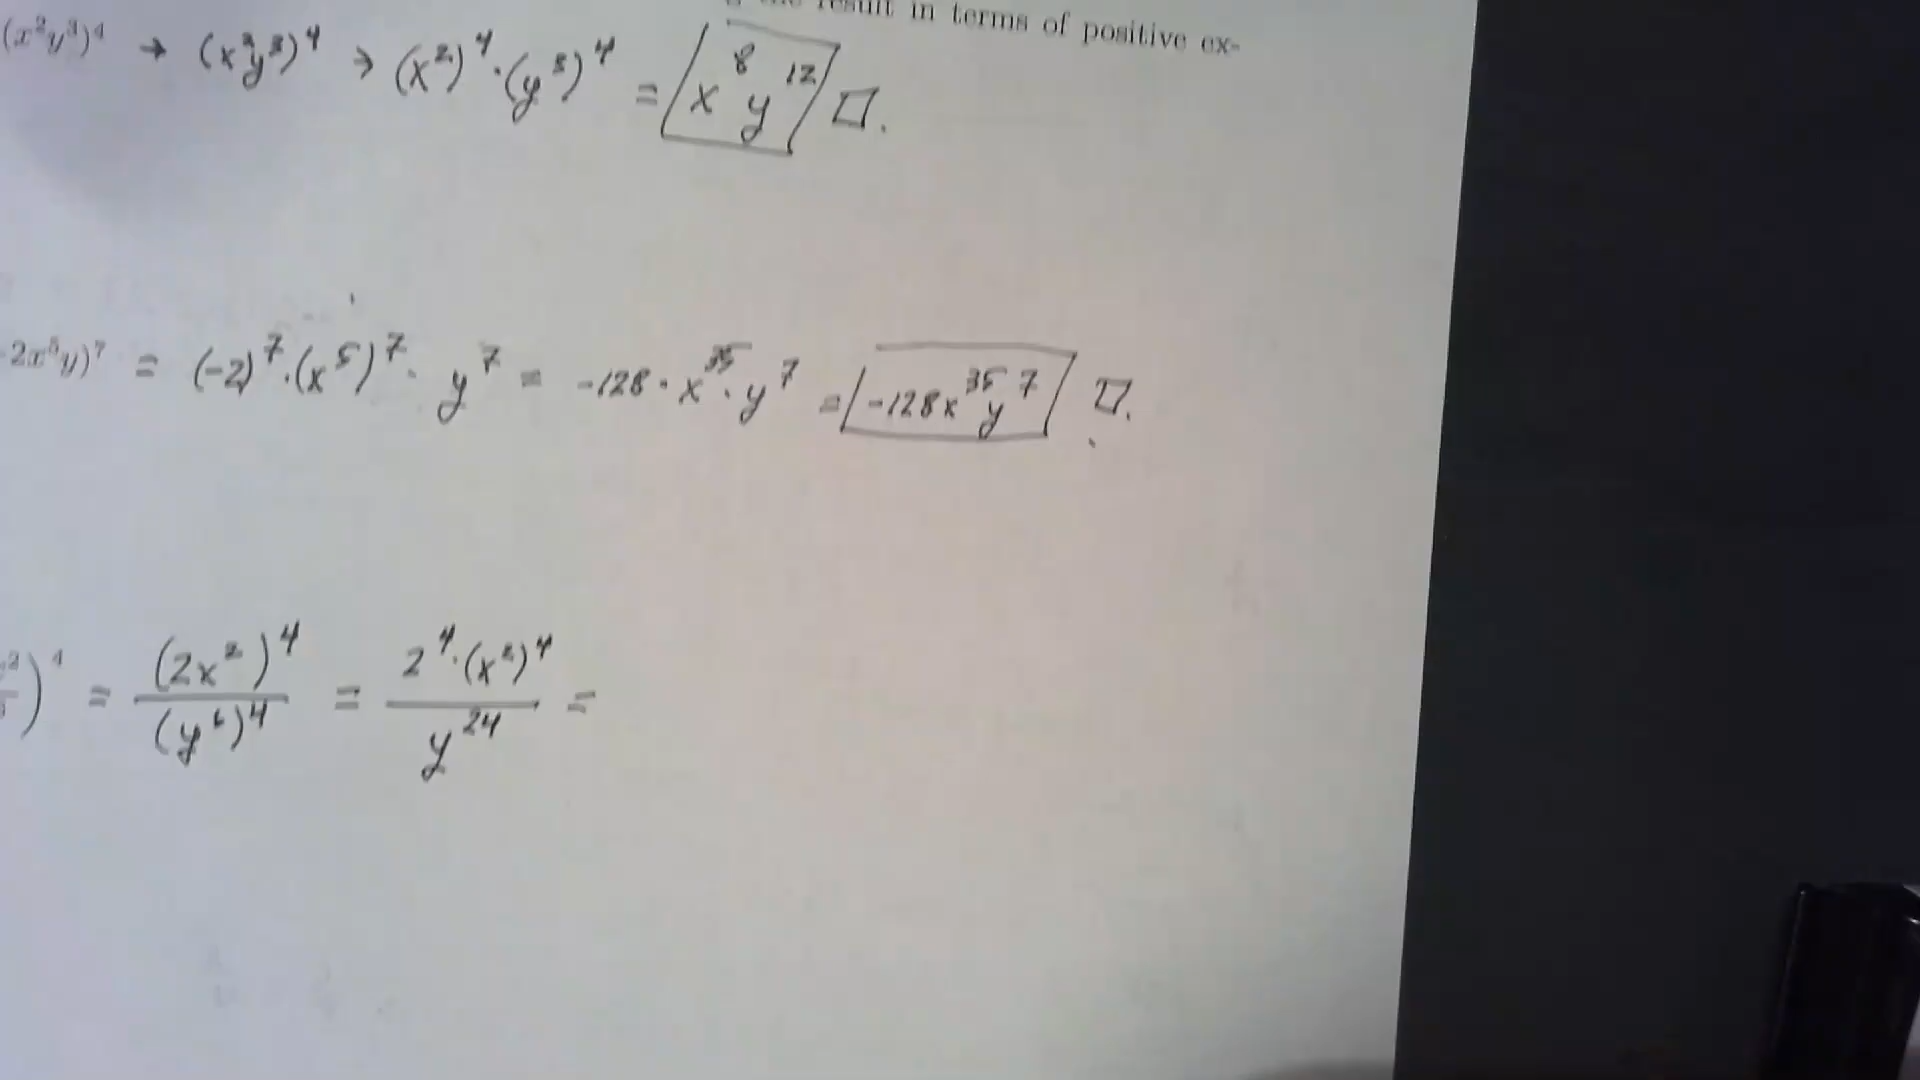 result in terms of positive ex-
(x²y³)⁴ → (x²y³)⁴ → (x²)⁴·(y³)⁴ = x⁸y¹² □.
2x⁵y)⁷ = (-2)⁷·(x⁵)⁷·y⁷ = -128·x³⁵·y⁷ = -128x³⁵y⁷ □.
)⁴ = (2x²)⁴/(y⁶)⁴ = 2⁴·(x²)⁴/y²⁴ =